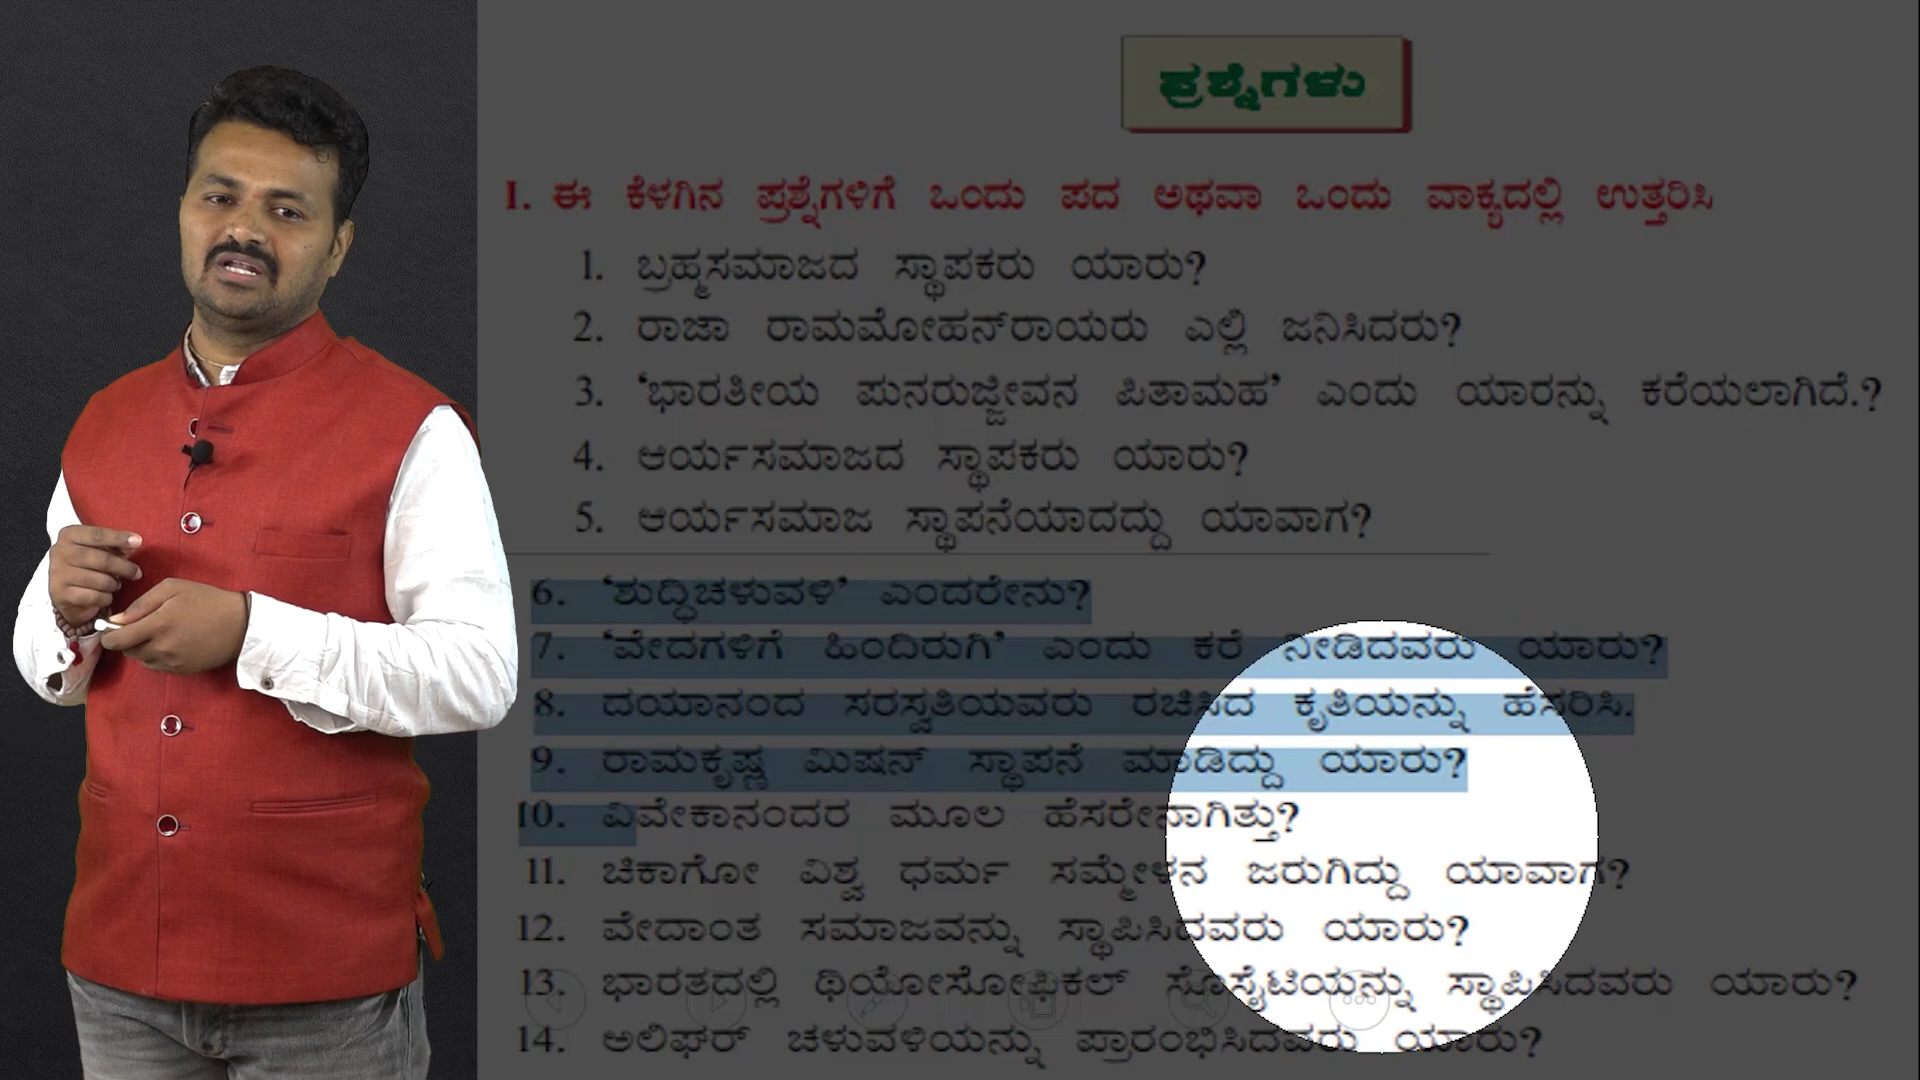 ಪ್ರಶ್ನೆಗಳು
I. ಈ ಕೆಳಗಿನ ಪ್ರಶ್ನೆಗಳಿಗೆ ಒಂದು ಪದ ಅಥವಾ ಒಂದು ವಾಕ್ಯದಲ್ಲಿ ಉತ್ತರಿಸಿ
1. ಬ್ರಹ್ಮಸಮಾಜದ ಸ್ಥಾಪಕರು ಯಾರು?
2. ರಾಜಾ ರಾಮಮೋಹನ್‌ರಾಯರು ಎಲ್ಲಿ ಜನಿಸಿದರು?
3. ‘ಭಾರತೀಯ ಪುನರುಜ್ಜೀವನ ಪಿತಾಮಹ’ ಎಂದು ಯಾರನ್ನು ಕರೆಯಲಾಗಿದೆ.?
4. ಆರ್ಯಸಮಾಜದ ಸ್ಥಾಪಕರು ಯಾರು?
5. ಆರ್ಯಸಮಾಜ ಸ್ಥಾಪನೆಯಾದದ್ದು ಯಾವಾಗ?
6. ‘ಶುದ್ಧಿಚಳುವಳಿ’ ಎಂದರೇನು?
7. ‘ವೇದಗಳಿಗೆ ಹಿಂದಿರುಗಿ’ ಎಂದು ಕರೆ ನೀಡಿದವರು ಯಾರು?
8. ದಯಾನಂದ ಸರಸ್ವತಿಯವರು ರಚಿಸಿದ ಕೃತಿಯನ್ನು ಹೆಸರಿಸಿ.
9. ರಾಮಕೃಷ್ಣ ಮಿಷನ್ ಸ್ಥಾಪನೆ ಮಾಡಿದ್ದು ಯಾರು?
10. ವಿವೇಕಾನಂದರ ಮೂಲ ಹೆಸರೇನಾಗಿತ್ತು?
11. ಚಿಕಾಗೋ ವಿಶ್ವ ಧರ್ಮ ಸಮ್ಮೇಳನ ಜರುಗಿದ್ದು ಯಾವಾಗ?
12. ವೇದಾಂತ ಸಮಾಜವನ್ನು ಸ್ಥಾಪಿಸಿದವರು ಯಾರು?
13. ಭಾರತದಲ್ಲಿ ಥಿಯೋಸೋಫಿಕಲ್ ಸೊಸೈಟಿಯನ್ನು ಸ್ಥಾಪಿಸಿದವರು ಯಾರು?
14. ಅಲಿಘರ್ ಚಳುವಳಿಯನ್ನು ಪ್ರಾರಂಭಿಸಿದವರು ಯಾರು?